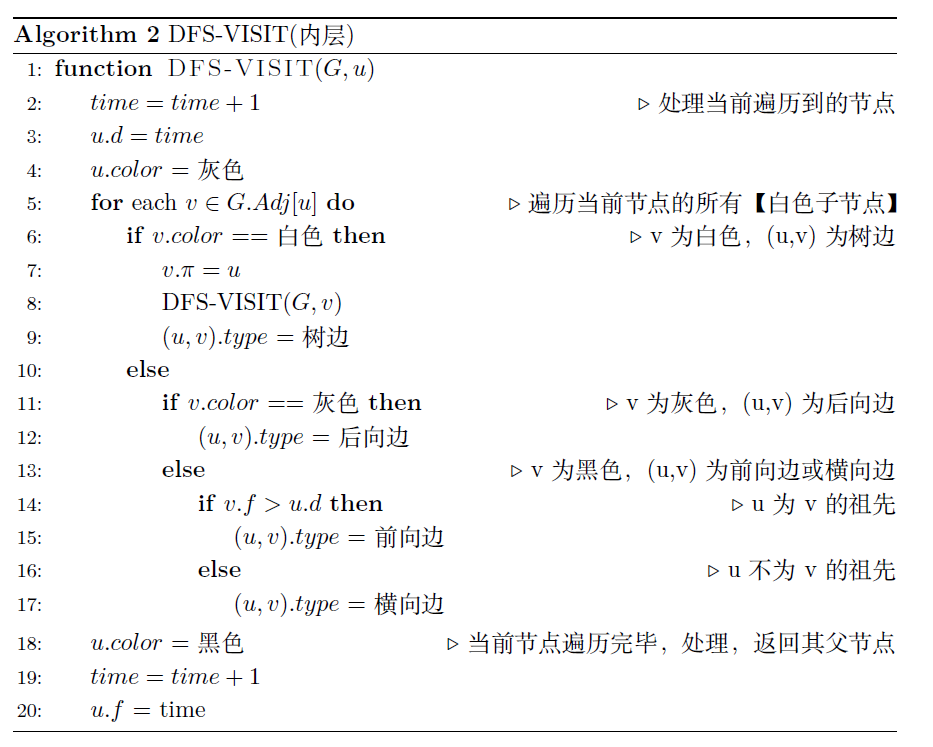 Algorithm 2 DFS-VISIT(内层)
1: function DFS-VISIT(G, u)
2: time = time + 1 ▷ 处理当前遍历到的节点
3: u.d = time
4: u.color = 灰色
5: for each v ∈ G.Adj[u] do ▷ 遍历当前节点的所有【白色子节点】
6: if v.color == 白色 then ▷ v 为白色，(u,v) 为树边
7: v.π = u
8: DFS-VISIT(G, v)
9: (u, v).type = 树边
10: else
11: if v.color == 灰色 then ▷ v 为灰色，(u,v) 为后向边
12: (u, v).type = 后向边
13: else ▷ v 为黑色，(u,v) 为前向边或横向边
14: if v.f > u.d then ▷ u 为 v 的祖先
15: (u, v).type = 前向边
16: else ▷ u 不为 v 的祖先
17: (u, v).type = 横向边
18: u.color = 黑色 ▷ 当前节点遍历完毕，处理，返回其父节点
19: time = time + 1
20: u.f = time